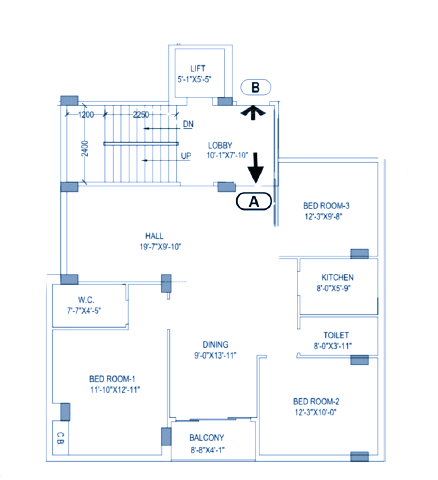 LIFT
5'-1"X5'-5"
B
1200
2250
DN
2400
UP
LOBBY
10'-1"X7'-10"
A
BED ROOM-3
12'-3"X9'-8"
HALL
19'-7"X9'-10"
KITCHEN
8'-0"X5'-9"
W.C.
7'-7"X4'-5"
TOILET
8'-0"X3'-11"
DINING
9'-0"X13'-11"
BED ROOM-1
11'-10"X12'-11"
BED ROOM-2
12'-3"X10'-0"
CB
BALCONY
8'-8"X4'-1"